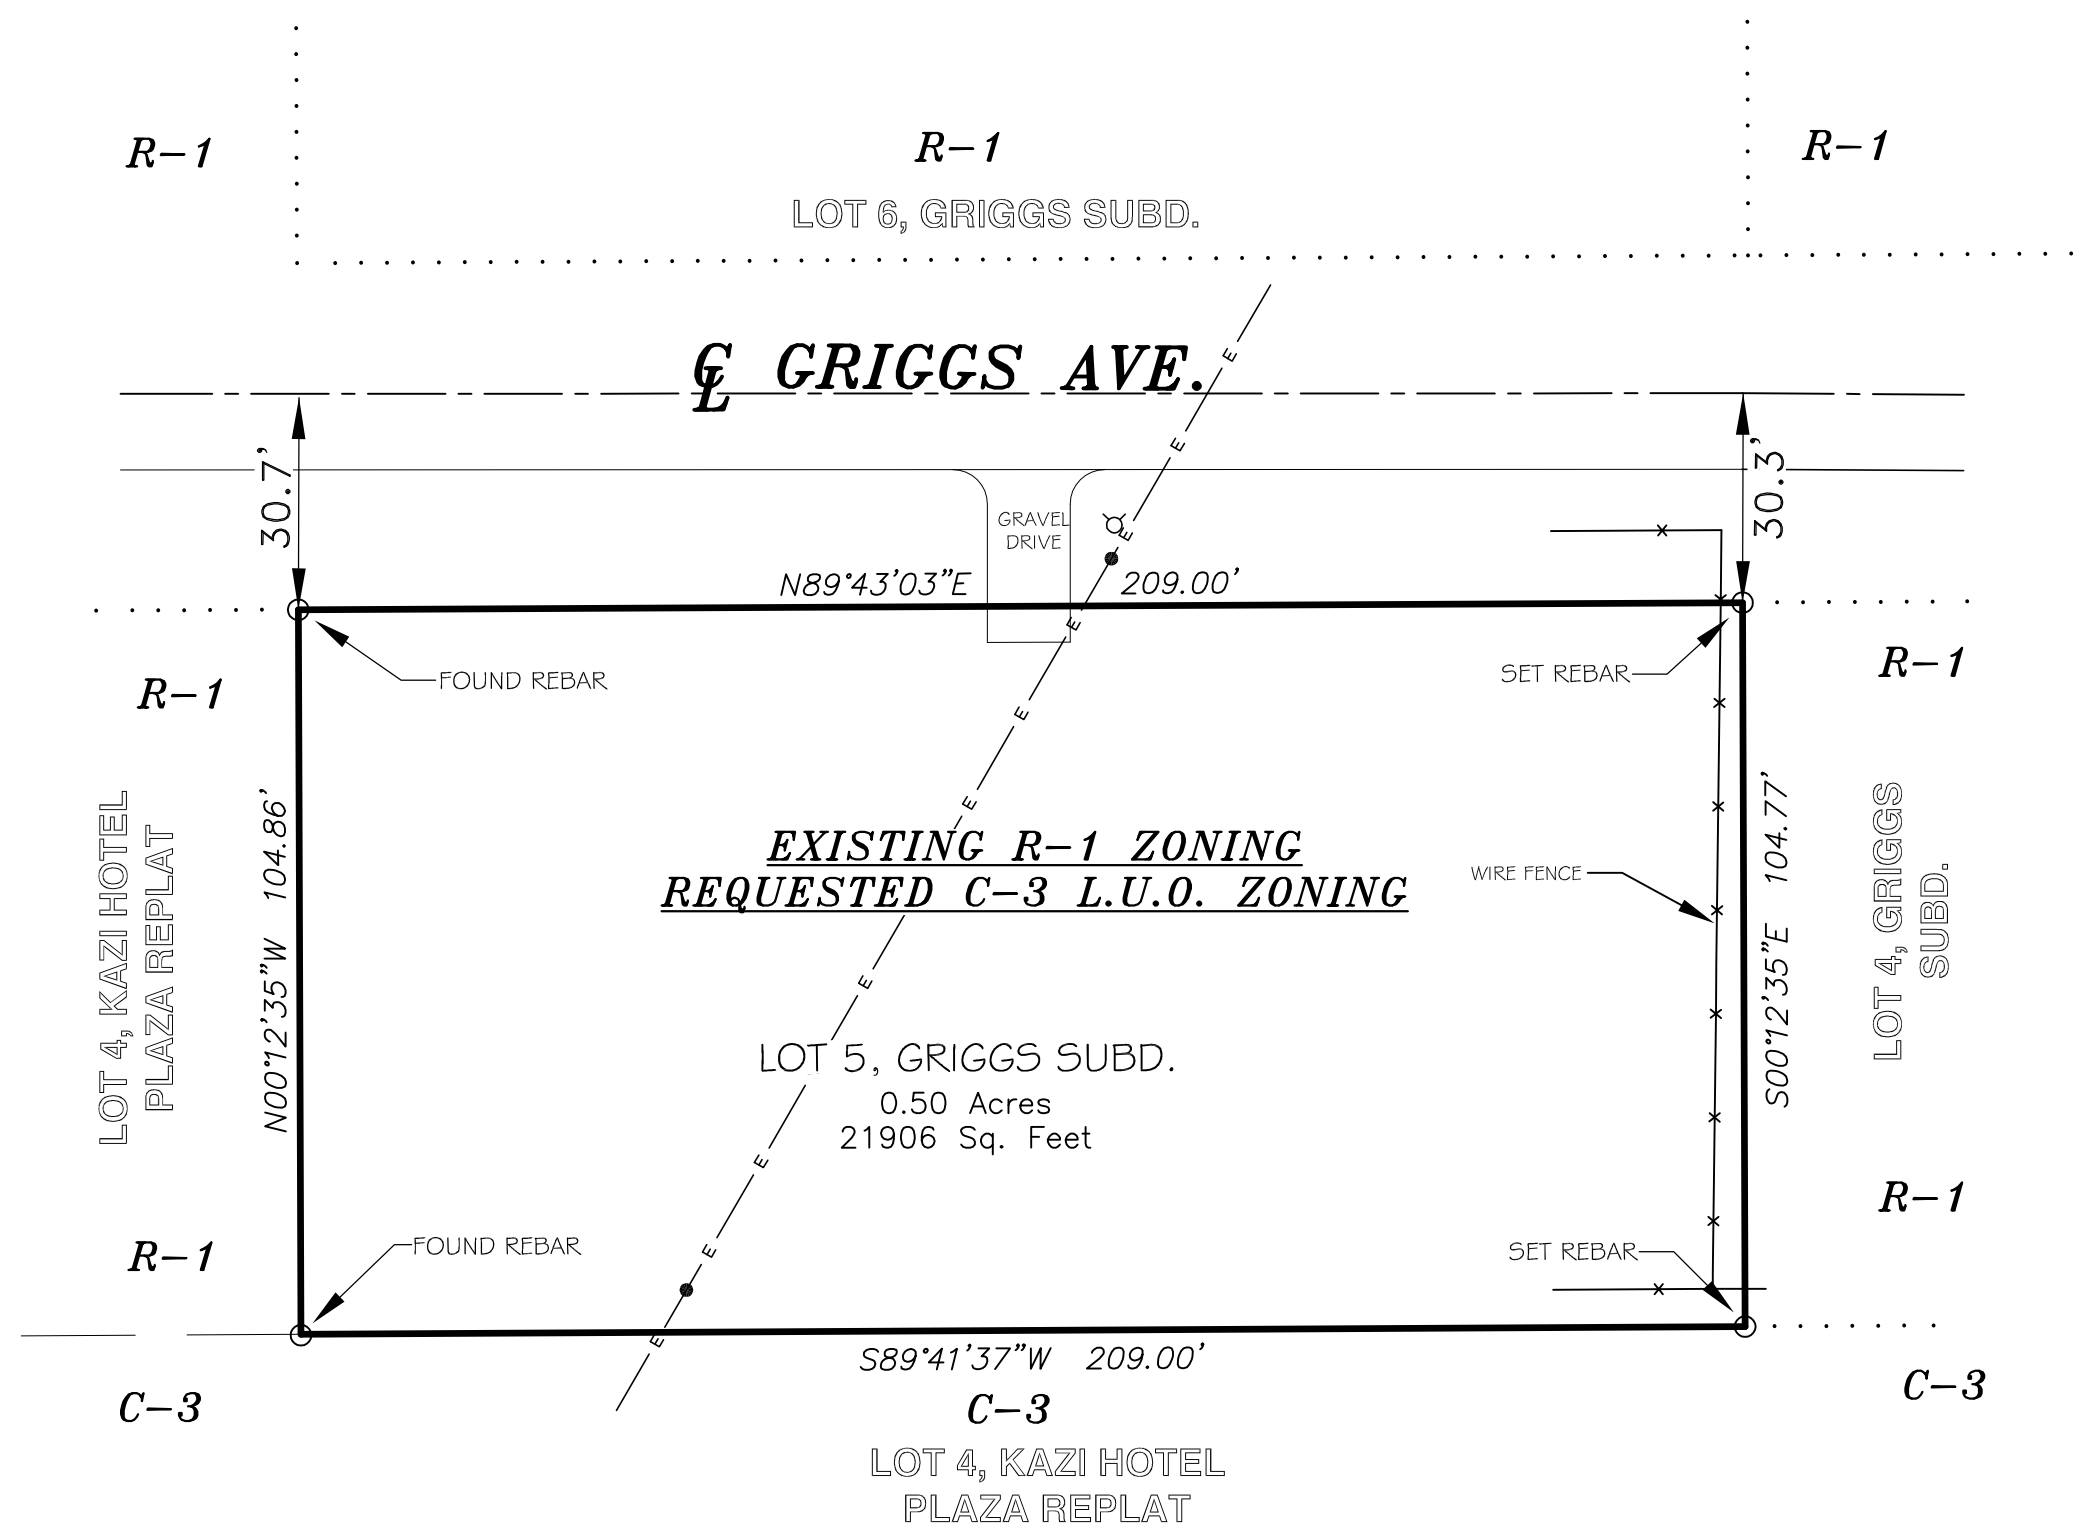 R-1
R-1
R-1
LOT 6, GRIGGS SUBD.
℄ GRIGGS AVE.
30.7'
30.3'
GRAVEL
DRIVE
E
E
E
N89°43'03"E
209.00'
E
FOUND REBAR
SET REBAR
R-1
R-1
E
E
LOT 4, KAZI HOTEL
PLAZA REPLAT
N00°12'35"W 104.86'
EXISTING R-1 ZONING
REQUESTED C-3 L.U.O. ZONING
WIRE FENCE
S00°12'35"E 104.77'
LOT 4, GRIGGS
SUBD.
E
LOT 5, GRIGGS SUBD.
0.50 Acres
21906 Sq. Feet
E
R-1
R-1
FOUND REBAR
E
SET REBAR
E
S89°41'37"W 209.00'
C-3
C-3
C-3
LOT 4, KAZI HOTEL
PLAZA REPLAT